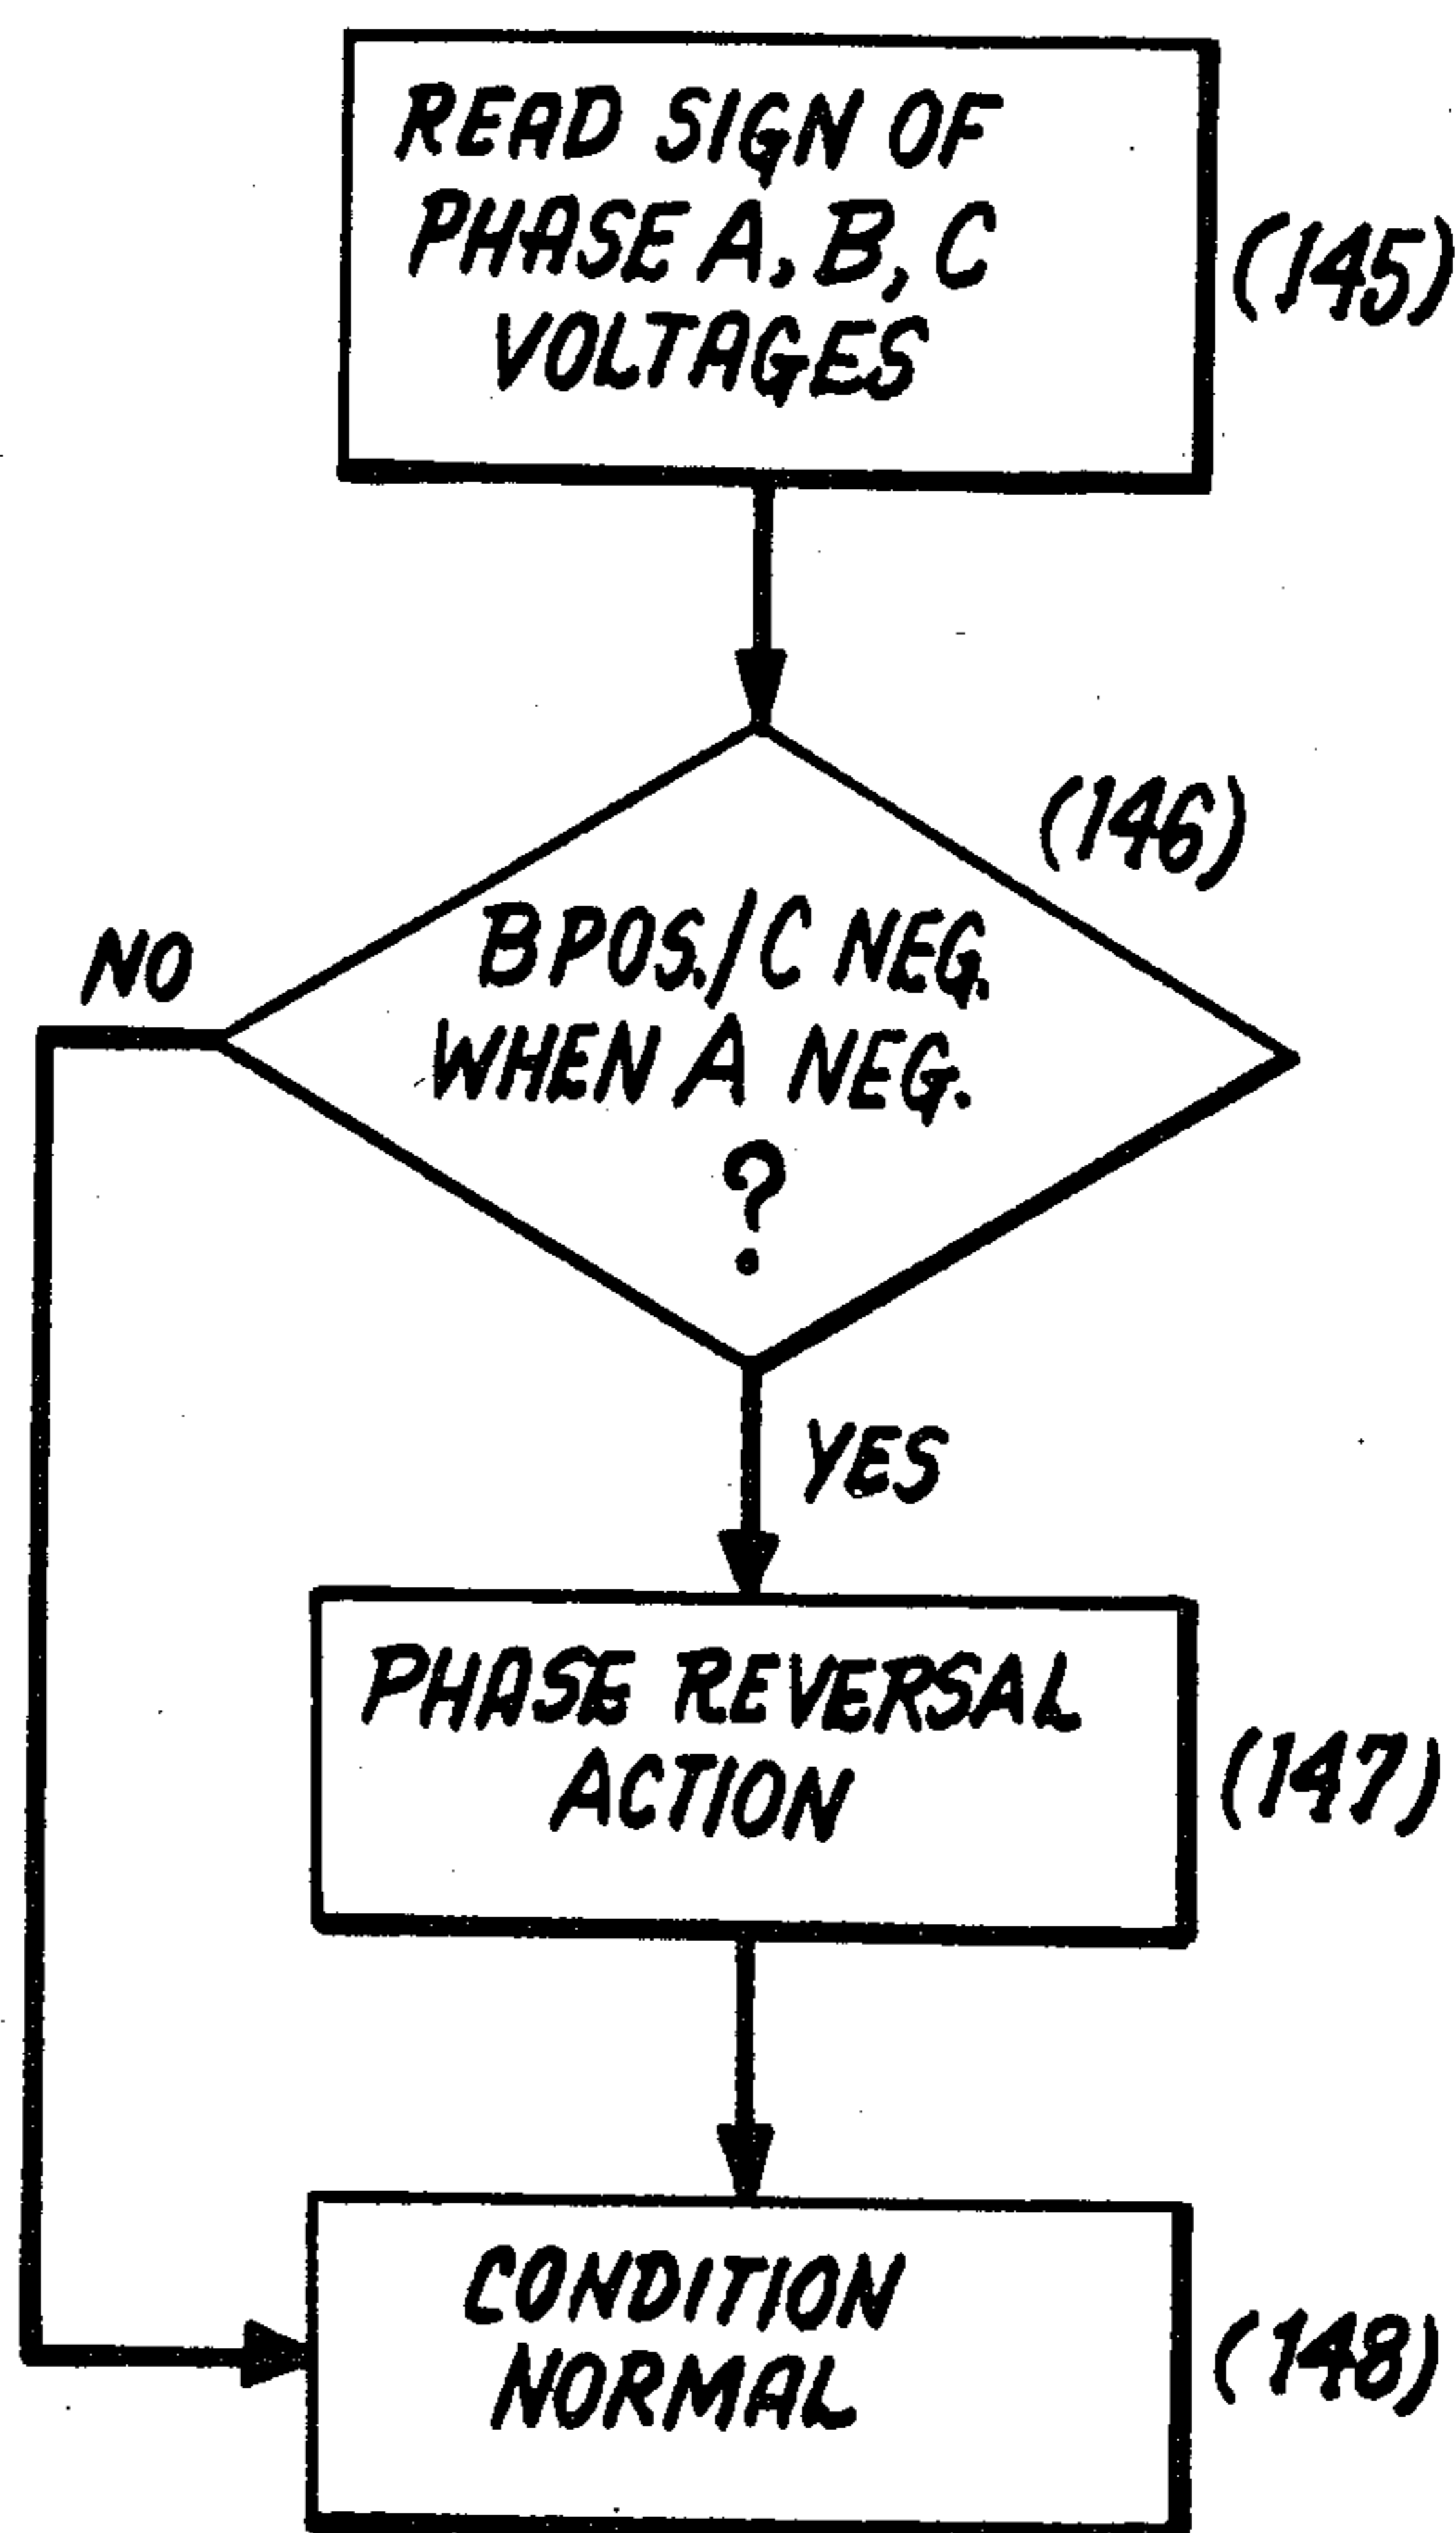 READ SIGN OF
PHASE A, B, C
VOLTAGES
(145)
(146)
B POS./C NEG.
WHEN A NEG.
?
NO
YES
PHASE REVERSAL
ACTION
(147)
CONDITION
NORMAL
(148)